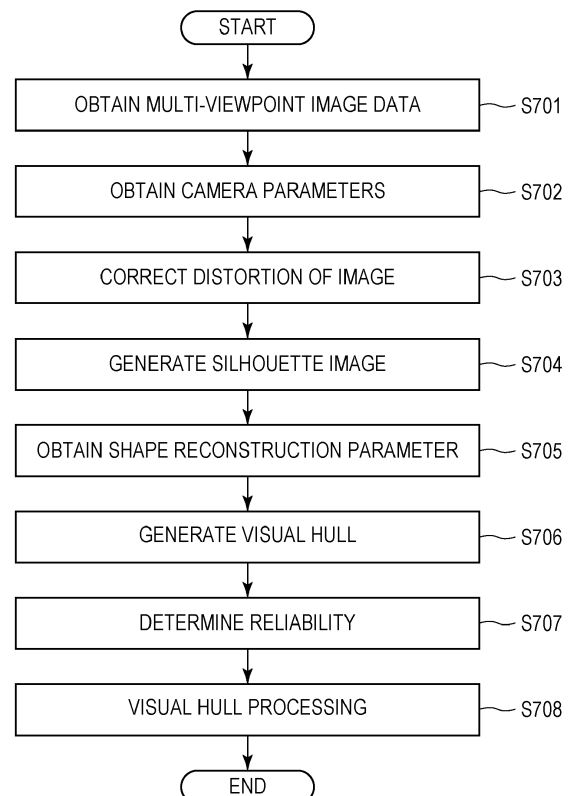 START
OBTAIN MULTI-VIEWPOINT IMAGE DATA S701
OBTAIN CAMERA PARAMETERS S702
CORRECT DISTORTION OF IMAGE S703
GENERATE SILHOUETTE IMAGE S704
OBTAIN SHAPE RECONSTRUCTION PARAMETER S705
GENERATE VISUAL HULL S706
DETERMINE RELIABILITY S707
VISUAL HULL PROCESSING S708
END